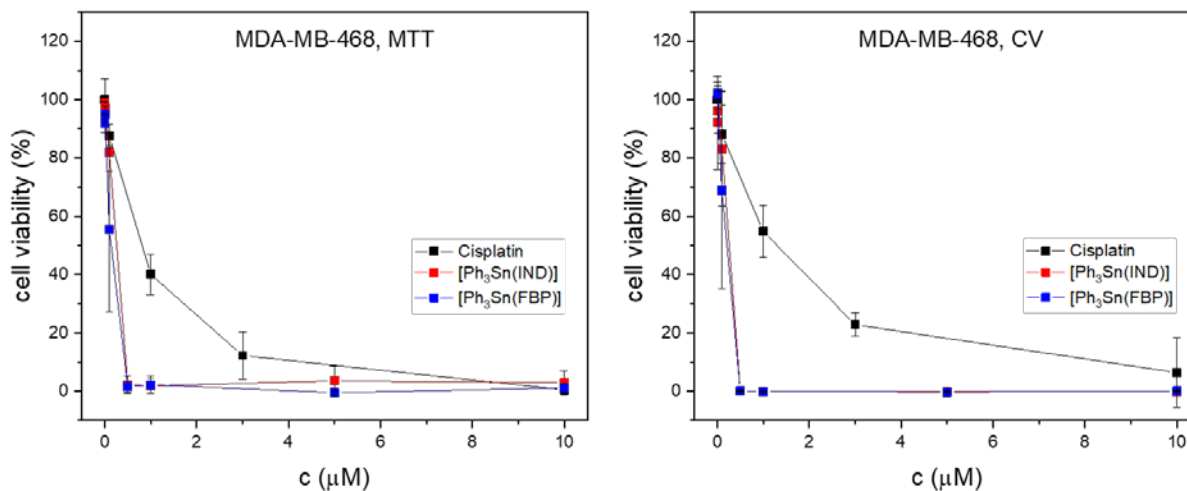 MDA-MB-468, MTT
120
100
80
60
40
20
0
cell viability (%)
Cisplatin
[Ph₃Sn(IND)]
[Ph₃Sn(FBP)]
0 2 4 6 8 10
c (μM)
MDA-MB-468, CV
120
100
80
60
40
20
0
cell viability (%)
Cisplatin
[Ph₃Sn(IND)]
[Ph₃Sn(FBP)]
0 2 4 6 8 10
c (μM)